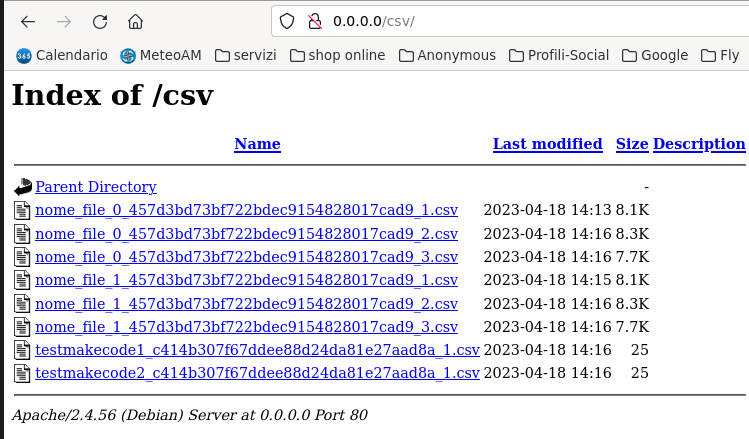 0.0.0.0/csv/
365 Calendario MeteoAM servizi shop online Anonymous Profili-Social Google Fly
Index of /csv
Name Last modified Size Description
Parent Directory -
nome_file_0_457d3bd73bf722bdec9154828017cad9_1.csv 2023-04-18 14:13 8.1K
nome_file_0_457d3bd73bf722bdec9154828017cad9_2.csv 2023-04-18 14:16 8.3K
nome_file_0_457d3bd73bf722bdec9154828017cad9_3.csv 2023-04-18 14:16 7.7K
nome_file_1_457d3bd73bf722bdec9154828017cad9_1.csv 2023-04-18 14:15 8.1K
nome_file_1_457d3bd73bf722bdec9154828017cad9_2.csv 2023-04-18 14:16 8.3K
nome_file_1_457d3bd73bf722bdec9154828017cad9_3.csv 2023-04-18 14:16 7.7K
testmakecode1_c414b307f67ddee88d24da81e27aad8a_1.csv 2023-04-18 14:16 25
testmakecode2_c414b307f67ddee88d24da81e27aad8a_1.csv 2023-04-18 14:16 25
Apache/2.4.56 (Debian) Server at 0.0.0.0 Port 80